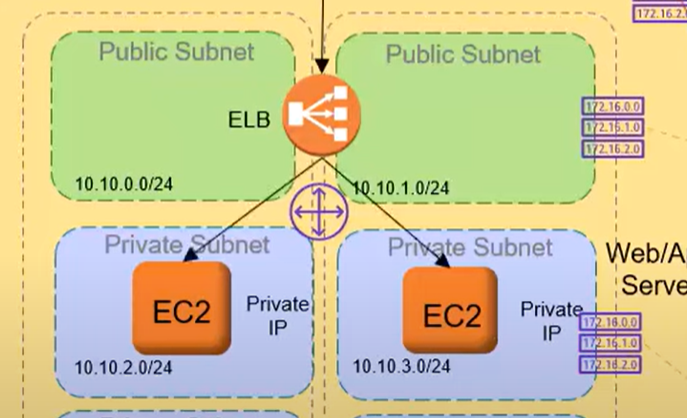 172.16.2.
Public Subnet
Public Subnet
ELB
172.16.0.0
172.16.1.0
172.16.2.0
10.10.0.0/24
10.10.1.0/24
Private Subnet
Private Subnet
Web/A
Serve
EC2
Private
IP
EC2
Private
IP
172.16.0.0
172.16.1.0
172.16.2.0
10.10.2.0/24
10.10.3.0/24